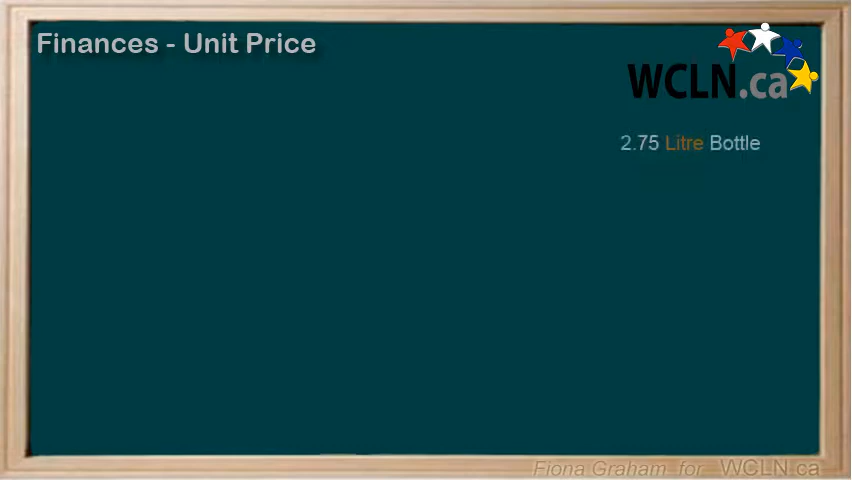 Finances - Unit Price
WCLN.ca
2.75 Litre Bottle
Fiona Graham for WCLN.ca